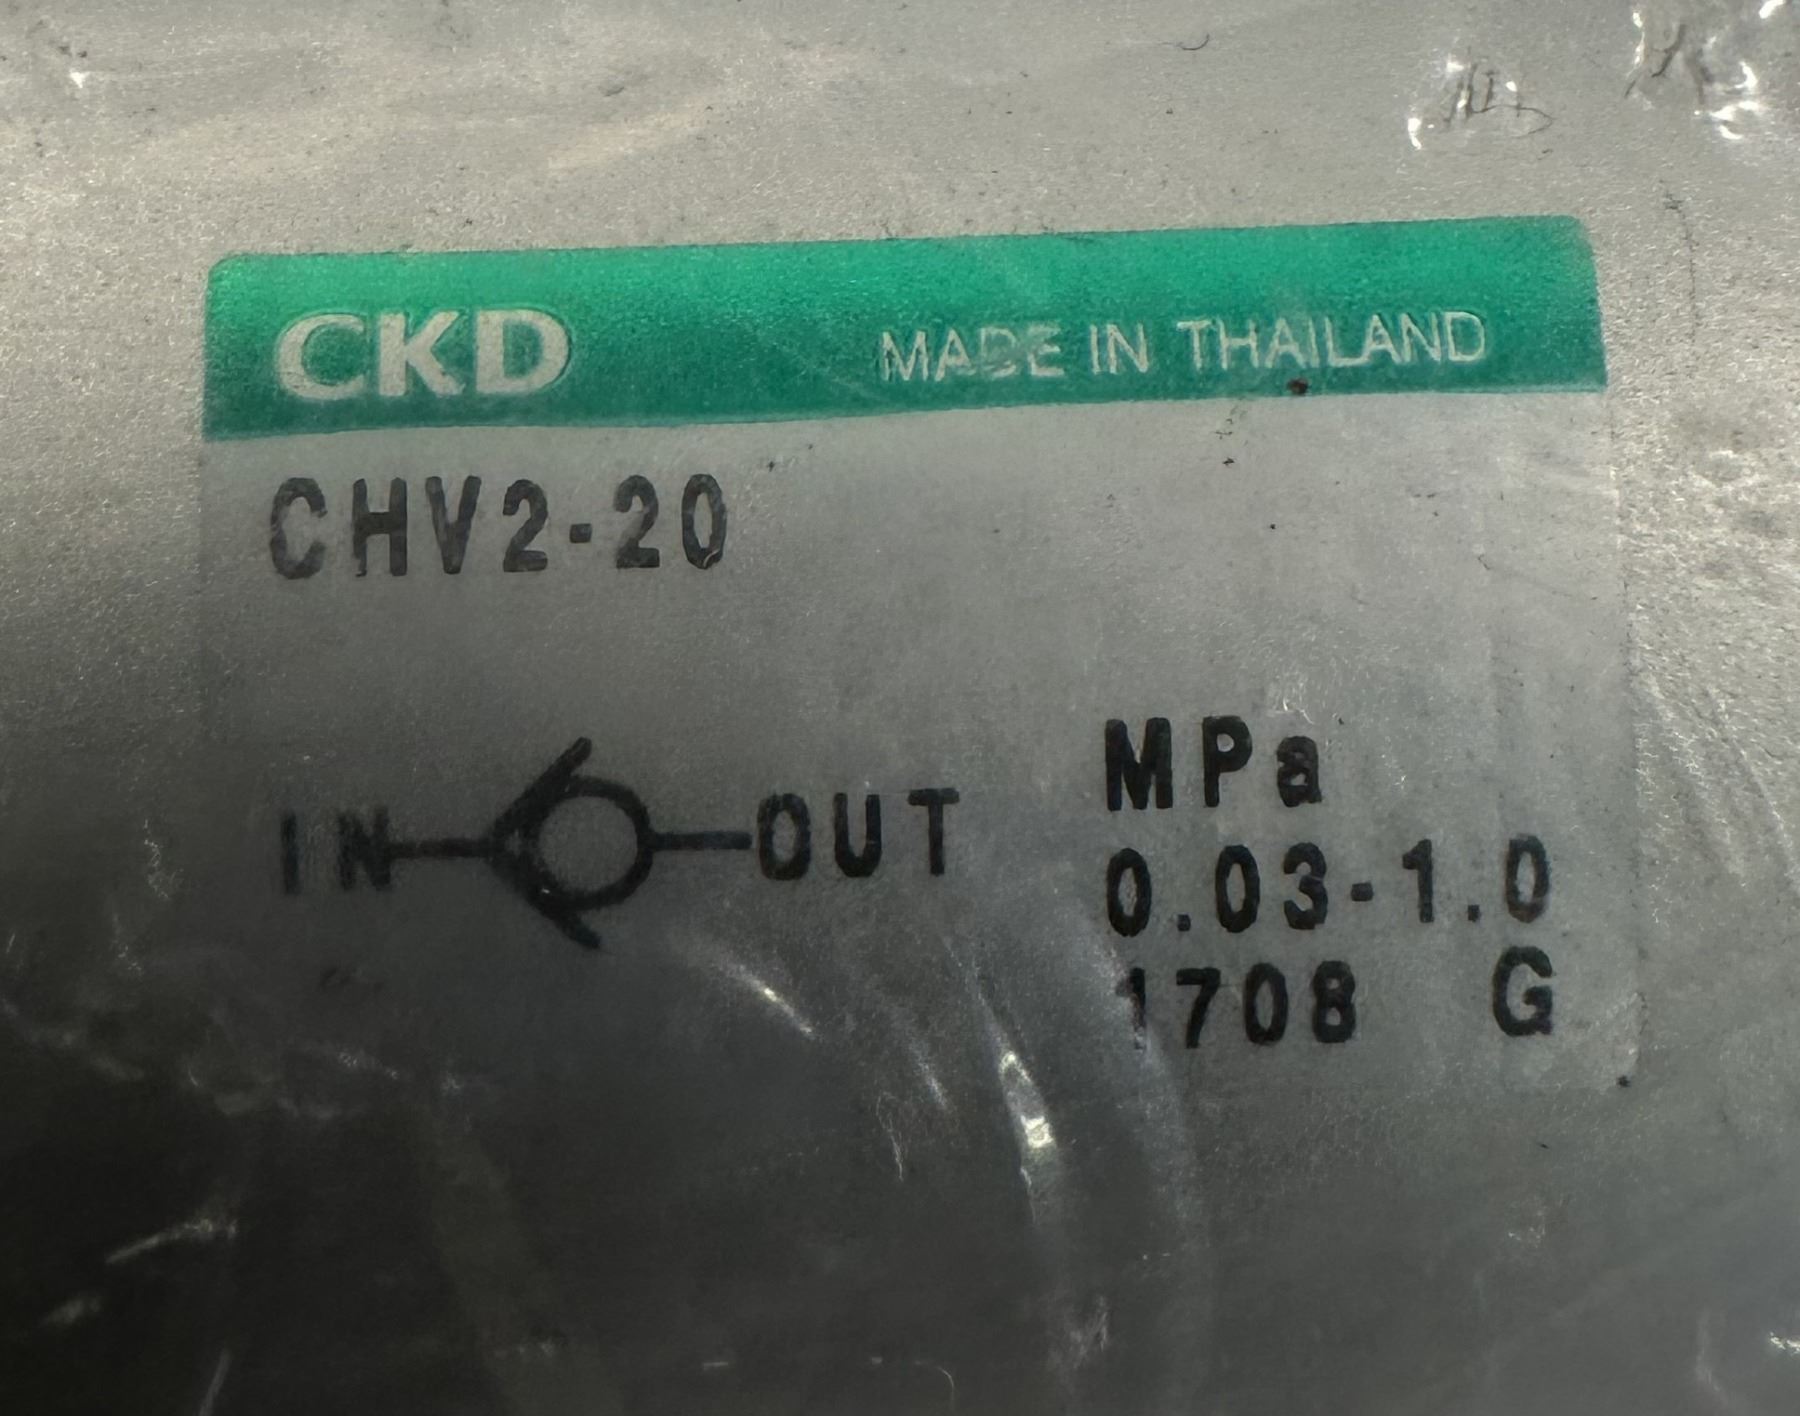 CKD MADE IN THAILAND
CHV2-20
IN OUT
MPa
0.03-1.0
1708 G